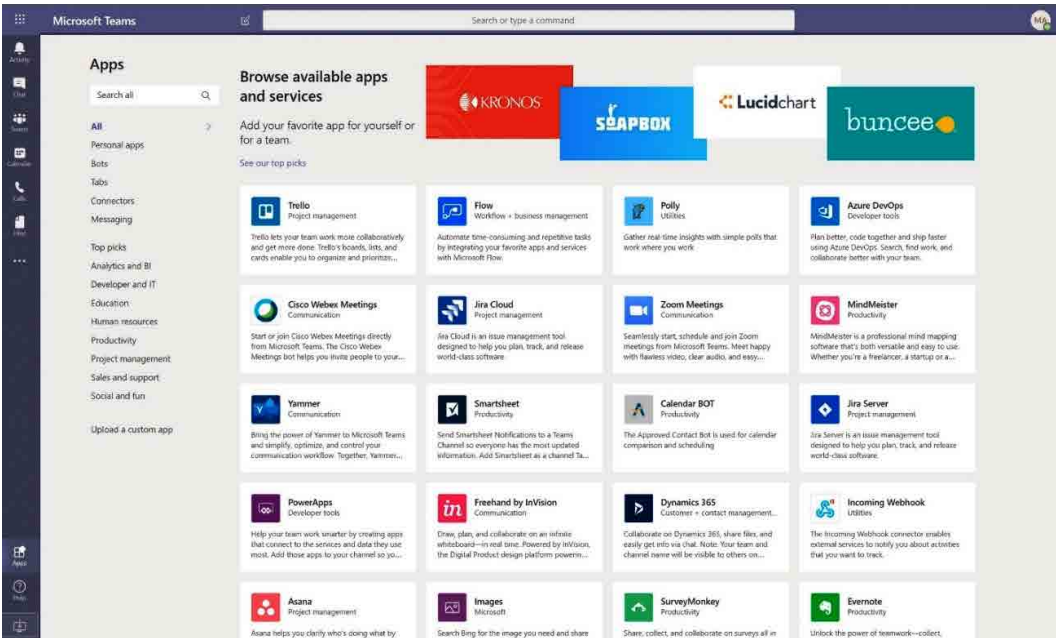 Microsoft Teams
Search or type a command
MA
Activity
Chat
Teams
Calendar
Calls
Files
Apps
Help
Apps
Search all
All
Personal apps
Bots
Tabs
Connectors
Messaging
Top picks
Analytics and BI
Developer and IT
Education
Human resources
Productivity
Project management
Sales and support
Social and fun
Upload a custom app
Browse available apps
and services
Add your favorite app for yourself or
for a team.
See our top picks
KRONOS
SOAPBOX
Lucidchart
buncee
Trello
Project management
Trello lets your team work more collaboratively
and get more done. Trello's boards, lists, and
cards enable you to organize and prioritize...
Flow
Workflow + business management
Automate time-consuming and repetitive tasks
by integrating your favorite apps and services
with Microsoft Flow.
Polly
Utilities
Gather real-time insights with simple polls that
work where you work
Azure DevOps
Developer tools
Plan better, code together and ship faster
using Azure DevOps. Search, find work, and
collaborate better with your team.
Cisco Webex Meetings
Communication
Start or join Cisco Webex Meetings directly
from Microsoft Teams. The Cisco Webex
Meetings bot helps you invite people to your...
Jira Cloud
Project management
Jira Cloud is an issue management tool
designed to help you plan, track, and release
world-class software
Zoom Meetings
Communication
Seamlessly start, schedule and join Zoom
meetings from Microsoft Teams. Meet happy
with flawless video, clear audio, and easy...
MindMeister
Productivity
MindMeister is a professional mind mapping
software that's both versatile and easy to use.
Whether you're a freelancer, a startup or a...
Yammer
Communication
Bring the power of Yammer to Microsoft Teams
and simplify, optimize, and control your
communication workflow. Together, Yammer...
Smartsheet
Productivity
Send Smartsheet Notifications to a Teams
Channel so everyone has the most updated
information. Add Smartsheet as a channel Ta...
Calendar BOT
Productivity
The Approved Contact Bot is used for calendar
comparison and scheduling
Jira Server
Project management
Jira Server is an issue management tool
designed to help you plan, track, and release
world-class software.
PowerApps
Developer tools
Help your team work smarter by creating apps
that connect to the services and data they use
most. Add those apps to your channel so yo...
in
Freehand by InVision
Communication
Draw, plan, and collaborate on an infinite
whiteboard—in real time. Powered by InVision,
the Digital Product design platform powerin...
Dynamics 365
Customer + contact management...
Collaborate on Dynamics 365, share files, and
easily get info via chat. Note: Your team and
channel name will be visible to others on...
Incoming Webhook
Utilities
The Incoming Webhook connector enables
external services to notify you about activities
that you want to track.
Asana
Project management
Asana helps you clarify who's doing what by
Images
Microsoft
Search Bing for the image you need and share
SurveyMonkey
Productivity
Share, collect, and collaborate on surveys all in
Evernote
Productivity
Unlock the power of teamwork—collect,